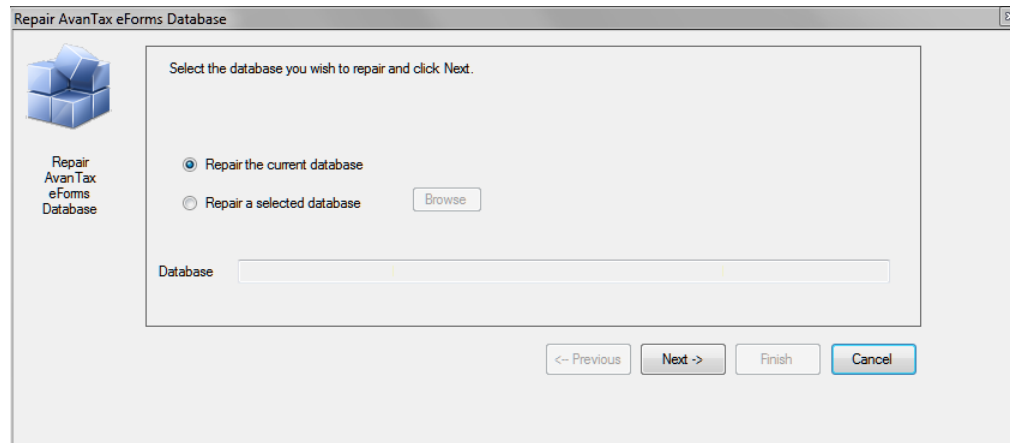 Repair AvanTax eForms Database
Select the database you wish to repair and click Next.
Repair
AvanTax
eForms
Database
Repair the current database
Repair a selected database
Browse
Database
<-- Previous
Next ->
Finish
Cancel